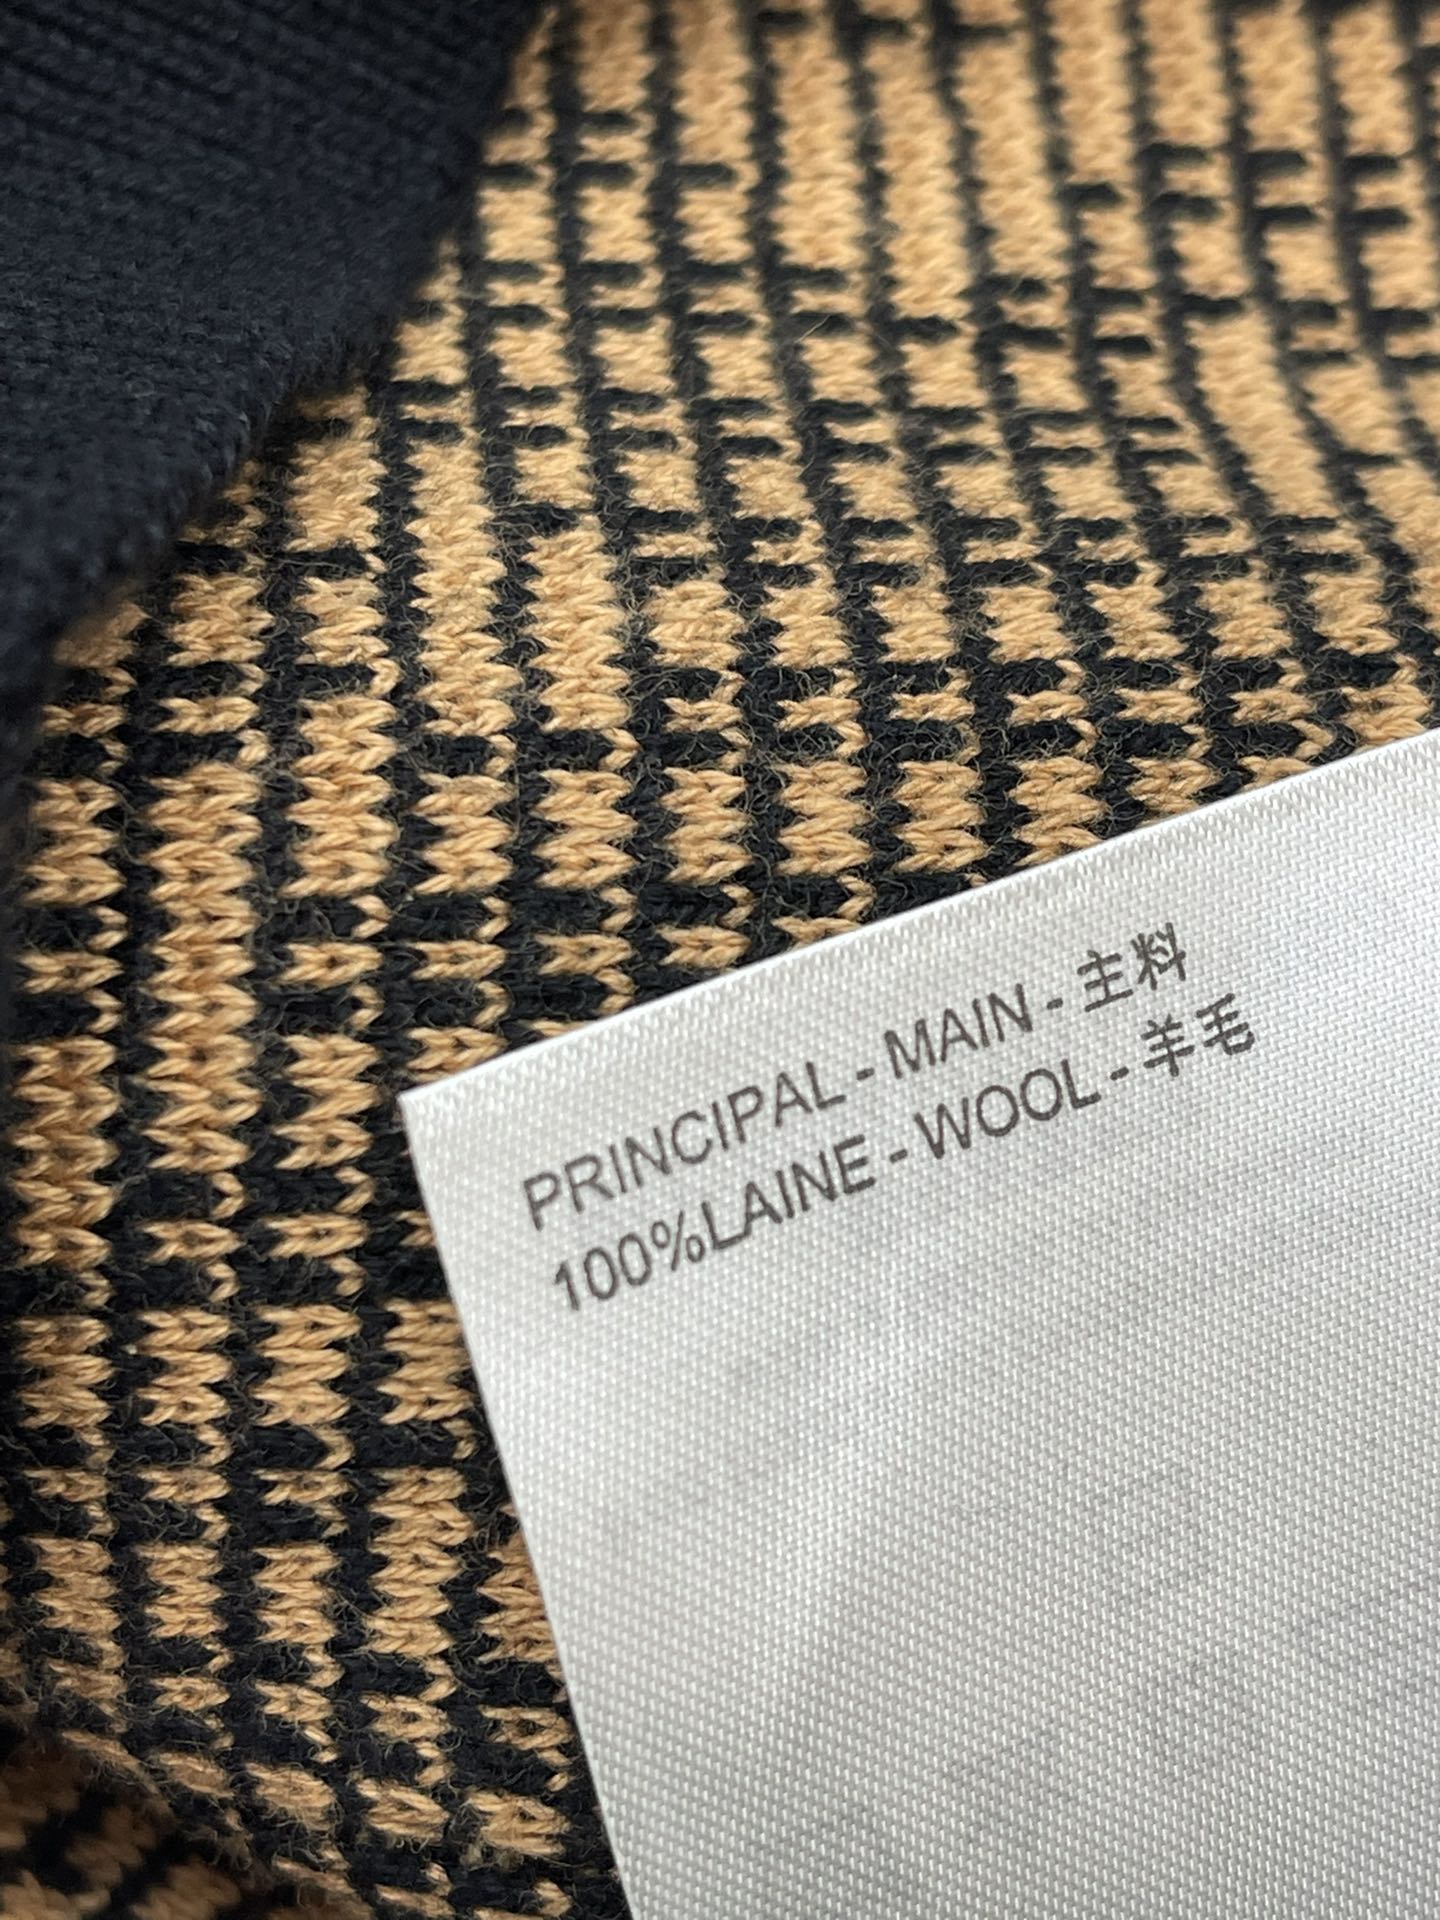 PRINCIPAL - MAIN - 主料
100%LAINE - WOOL - 羊毛